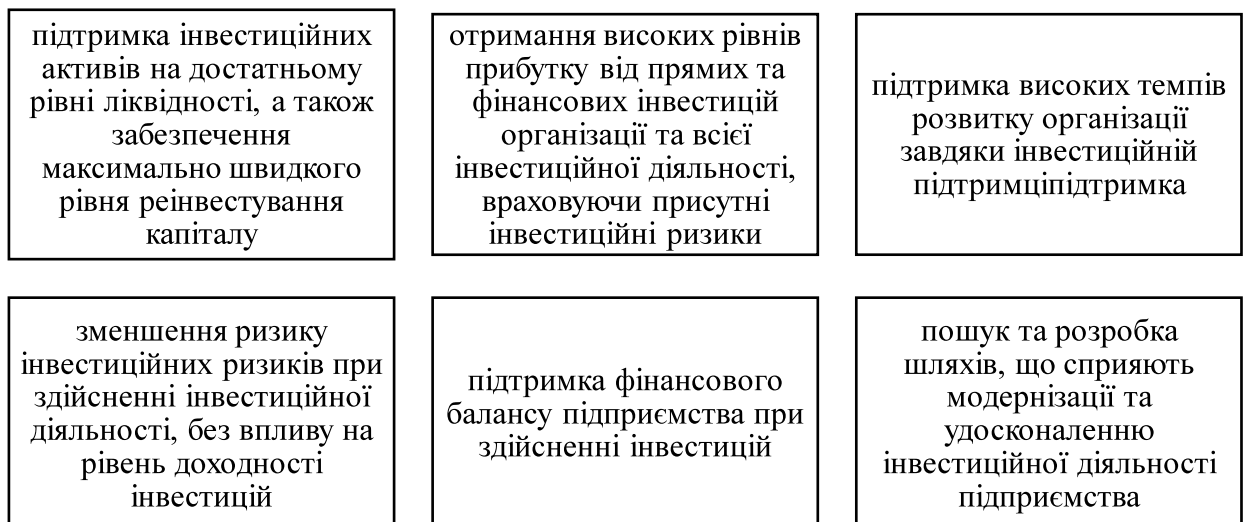 підтримка інвестиційних
активів на достатньому
рівні ліквідності, а також
забезпечення
максимально швидкого
рівня реінвестування
капіталу
отримання високих рівнів
прибутку від прямих та
фінансових інвестицій
організації та всієї
інвестиційної діяльності,
враховуючи присутні
інвестиційні ризики
підтримка високих темпів
розвитку організації
завдяки інвестиційній
підтримціпідтримка
зменшення ризику
інвестиційних ризиків при
здійсненні інвестиційної
діяльності, без впливу на
рівень доходності
інвестицій
підтримка фінансового
балансу підприємства при
здійсненні інвестицій
пошук та розробка
шляхів, що сприяють
модернізації та
удосконаленню
інвестиційної діяльності
підприємства